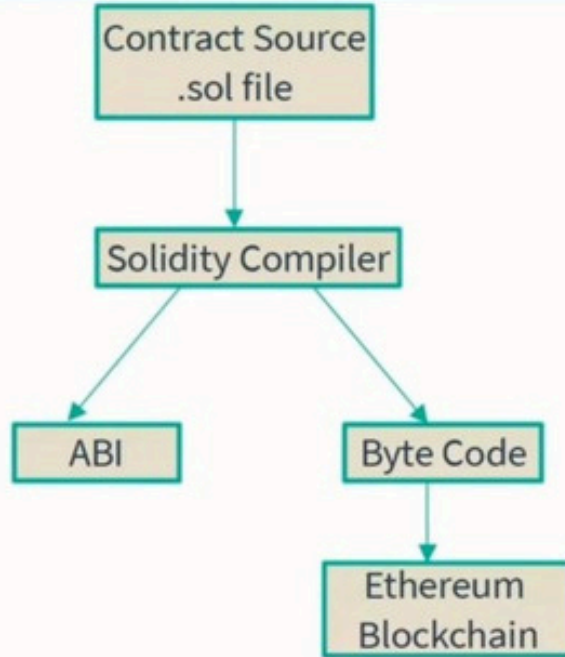 Contract Source
.sol file
Solidity Compiler
ABI
Byte Code
Ethereum
Blockchain